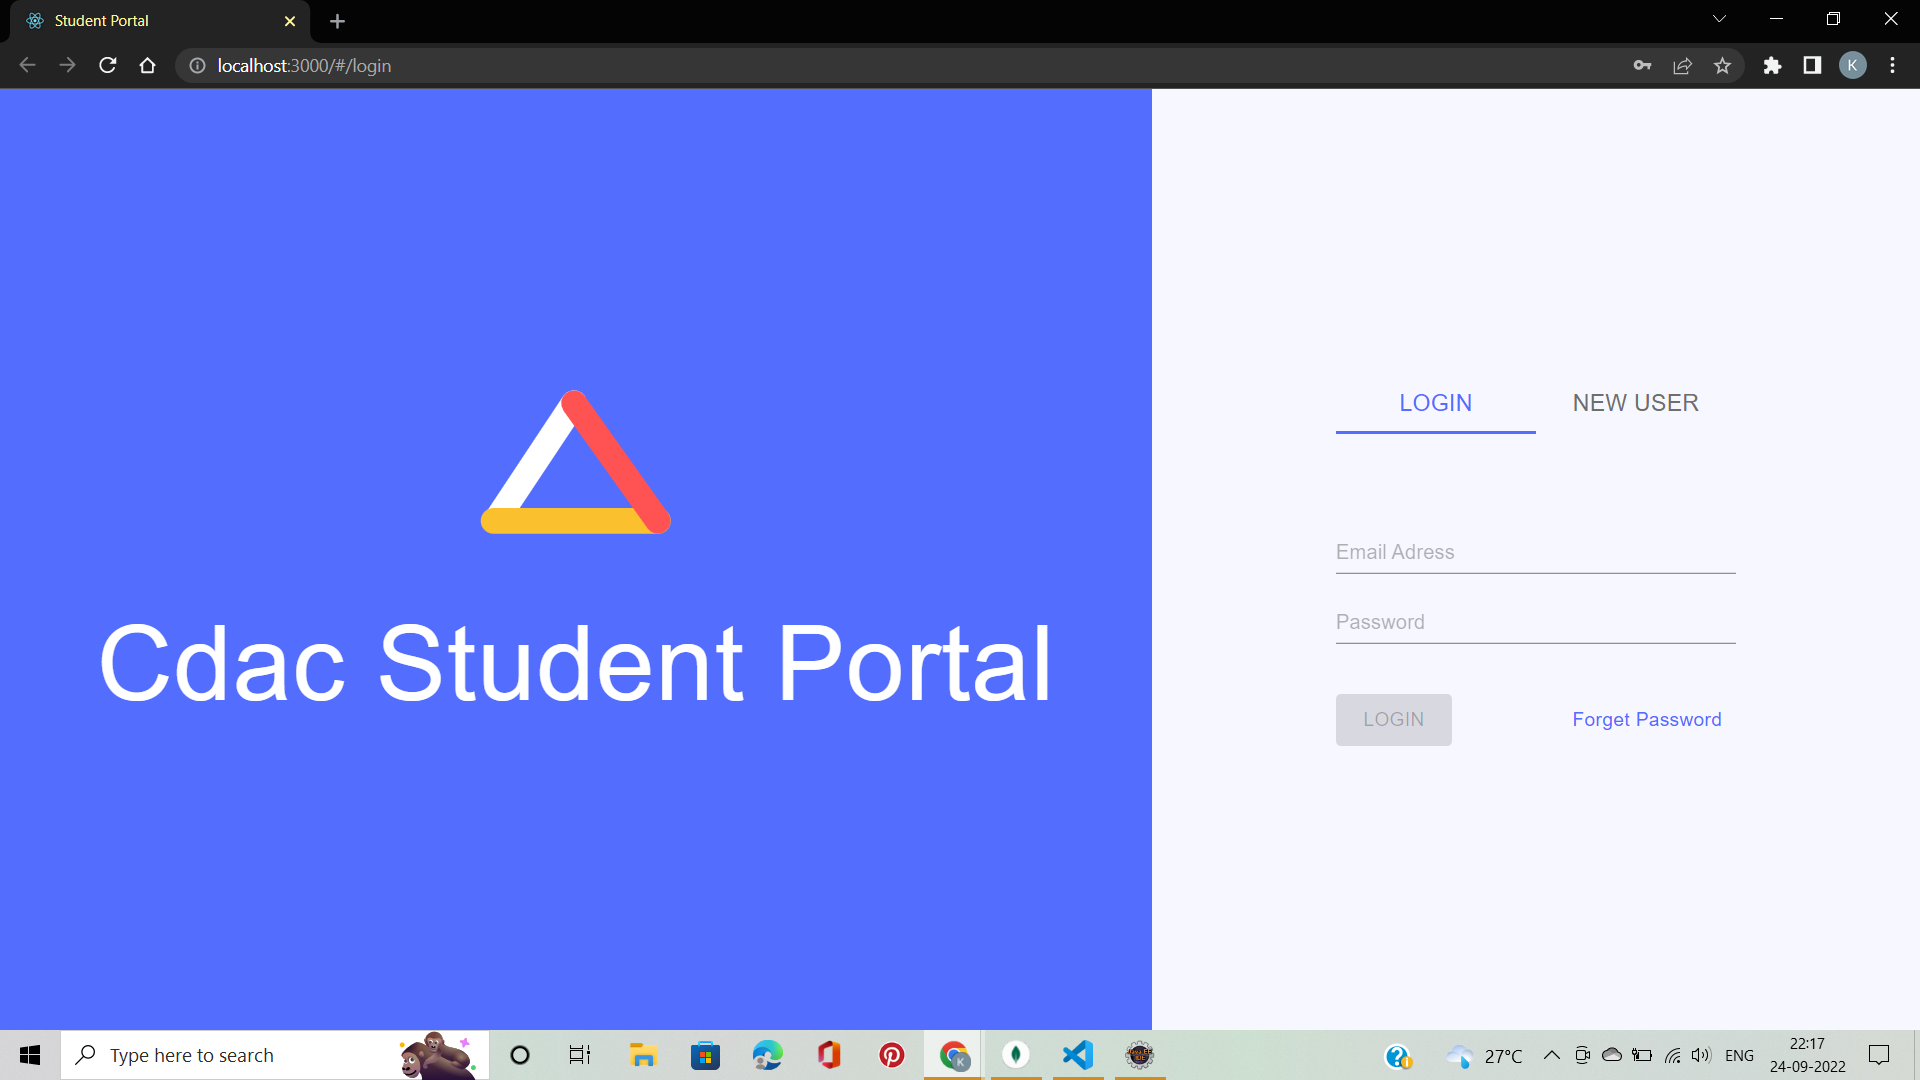 Student Portal
localhost:3000/#/login
K
LOGIN
NEW USER
Email Adress
Password
LOGIN
Forget Password
Cdac Student Portal
Type here to search
K
27°C
ENG
22:17
24-09-2022